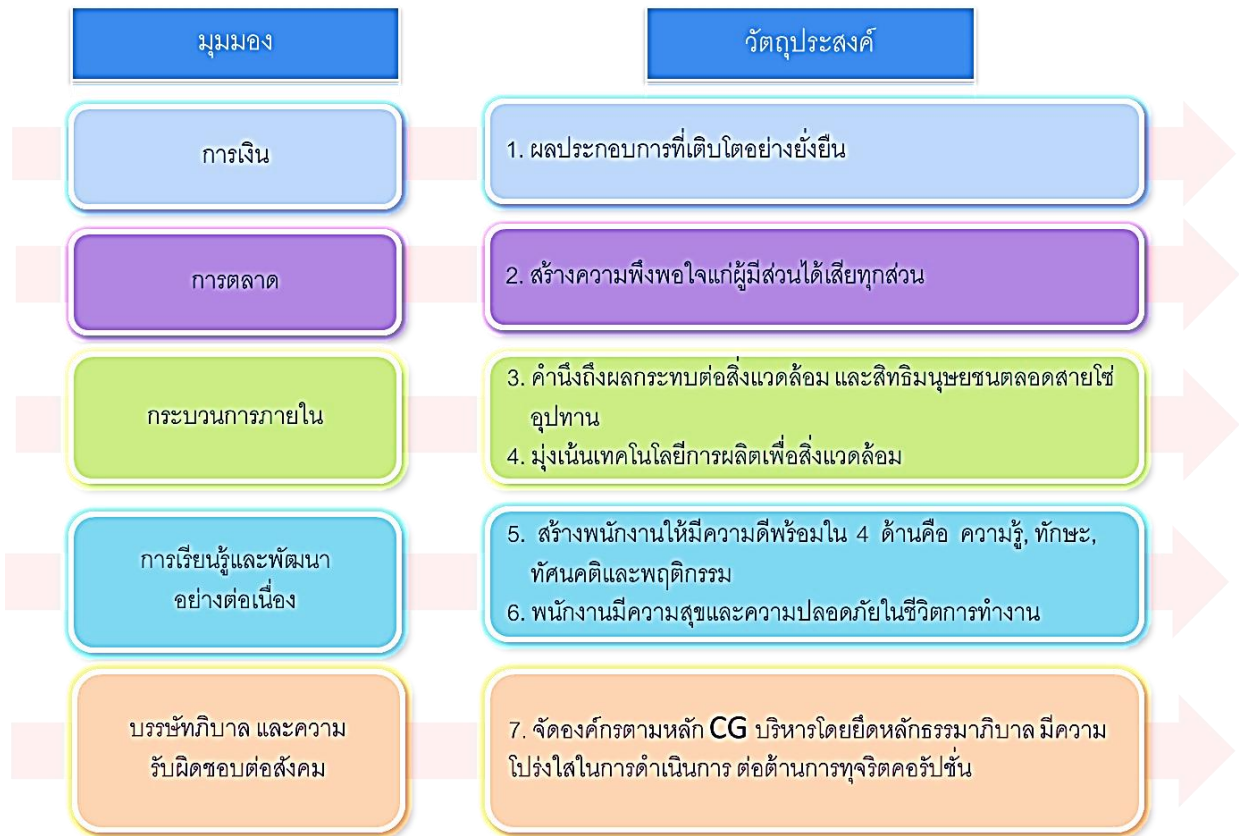 มุมมอง
วัตถุประสงค์
การเงิน
1. ผลประกอบการที่เติบโตอย่างยั่งยืน
การตลาด
2. สร้างความพึงพอใจแก่ผู้มีส่วนได้เสียทุกส่วน
กระบวนการภายใน
3. คำนึงถึงผลกระทบต่อสิ่งแวดล้อม และสิทธิมนุษยชนตลอดสายโซ่
อุปทาน
4. มุ่งเน้นเทคโนโลยีการผลิตเพื่อสิ่งแวดล้อม
การเรียนรู้และพัฒนา
อย่างต่อเนื่อง
5. สร้างพนักงานให้มีความดีพร้อมใน 4 ด้านคือ ความรู้, ทักษะ,
ทัศนคติและพฤติกรรม
6. พนักงานมีความสุขและความปลอดภัยในชีวิตการทำงาน
บรรษัทภิบาล และความ
รับผิดชอบต่อสังคม
7. จัดองค์กรตามหลัก CG บริหารโดยยึดหลักธรรมาภิบาล มีความ
โปร่งใสในการดำเนินการ ต่อต้านการทุจริตคอรัปชั่น